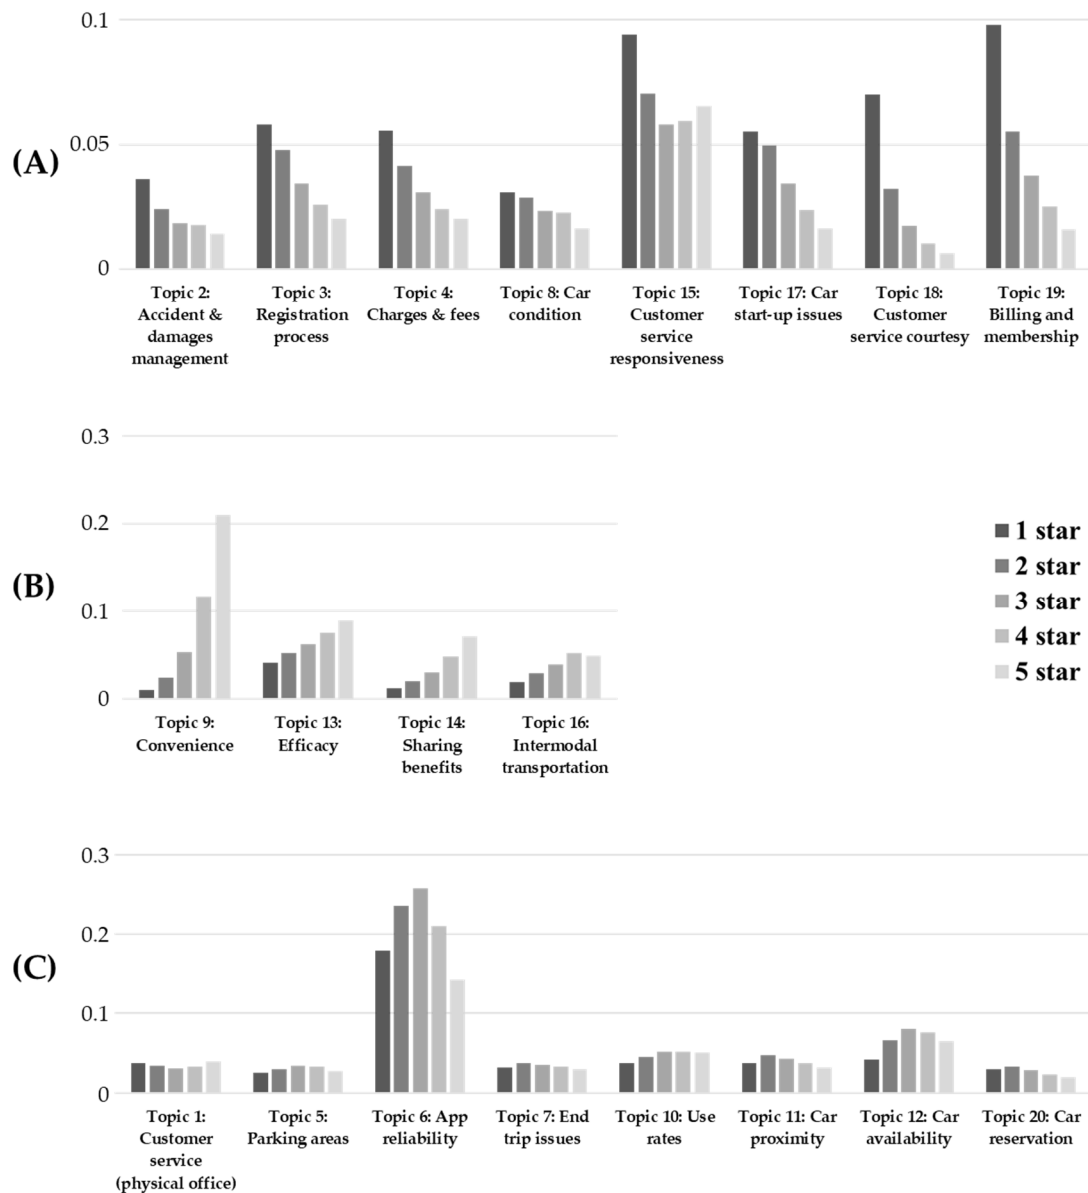 0.1
(A)
0.05
0
Topic 2:
Accident &
damages
management
Topic 3:
Registration
process
Topic 4:
Charges & fees
Topic 8: Car
condition
Topic 15:
Customer
service
responsiveness
Topic 17: Car
start-up issues
Topic 18:
Customer
service courtesy
Topic 19:
Billing and
membership
0.3
0.2
(B)
0.1
0
Topic 9:
Convenience
Topic 13:
Efficacy
Topic 14:
Sharing
benefits
Topic 16:
Intermodal
transportation
1 star
2 star
3 star
4 star
5 star
0.3
0.2
(C)
0.1
0
Topic 1:
Customer
service
(physical office)
Topic 5:
Parking areas
Topic 6: App
reliability
Topic 7: End
trip issues
Topic 10: Use
rates
Topic 11: Car
proximity
Topic 12: Car
availability
Topic 20: Car
reservation